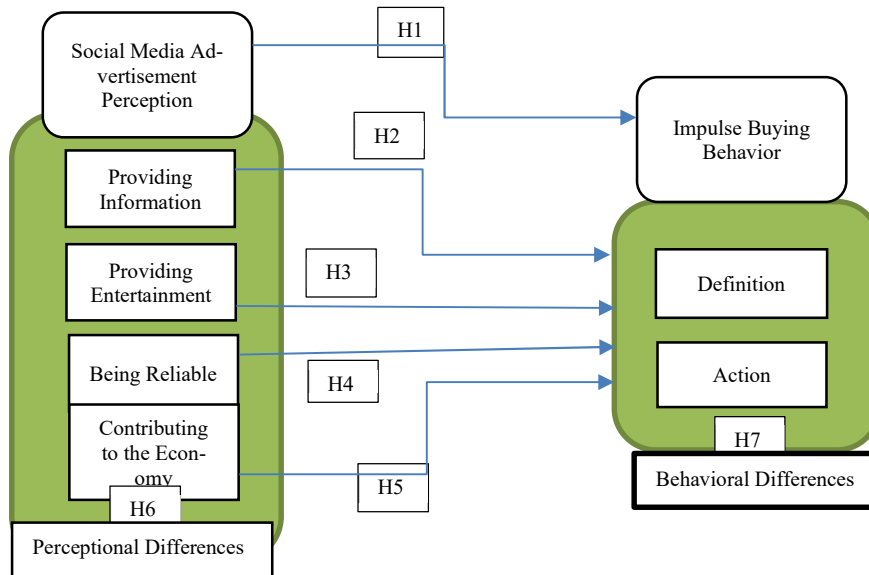 H1
Social Media Ad-
vertisement
Perception
H2
Impulse Buying
Behavior
Providing
Information
H3
Providing
Entertainment
Definition
Being Reliable
H4
Action
Contributing
to the Econ-
omy
H5
H7
H6
Behavioral Differences
Perceptional Differences